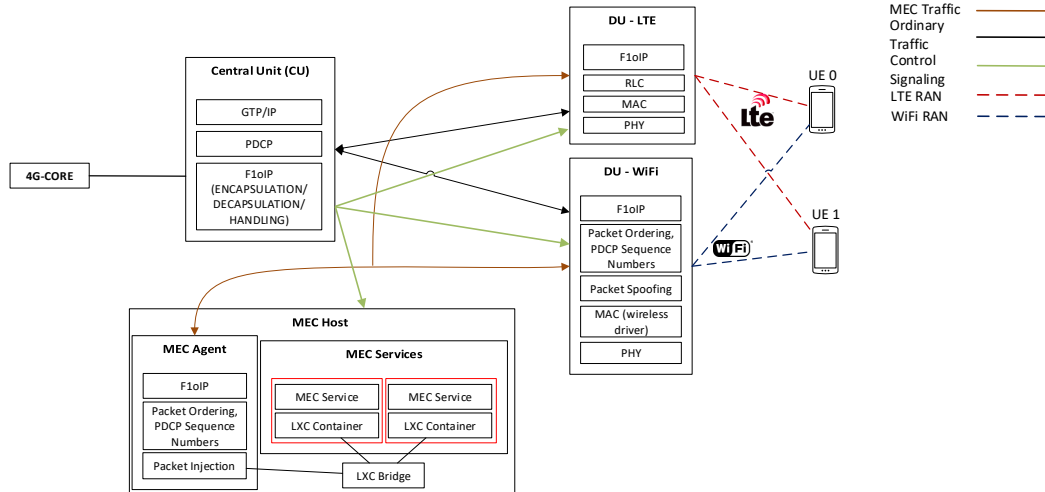 MEC Traffic
Ordinary
Traffic
Control
Signaling
LTE RAN
WiFi RAN
DU - LTE
F1oIP
RLC
MAC
PHY
Central Unit (CU)
GTP/IP
PDCP
F1oIP
(ENCAPSULATION/
DECAPSULATION/
HANDLING)
4G-CORE
UE 0
Lte
DU - WiFi
F1oIP
Packet Ordering,
PDCP Sequence
Numbers
Packet Spoofing
MAC (wireless
driver)
PHY
UE 1
WiFi
MEC Host
MEC Agent
F1oIP
Packet Ordering,
PDCP Sequence
Numbers
Packet Injection
MEC Services
MEC Service
LXC Container
MEC Service
LXC Container
LXC Bridge